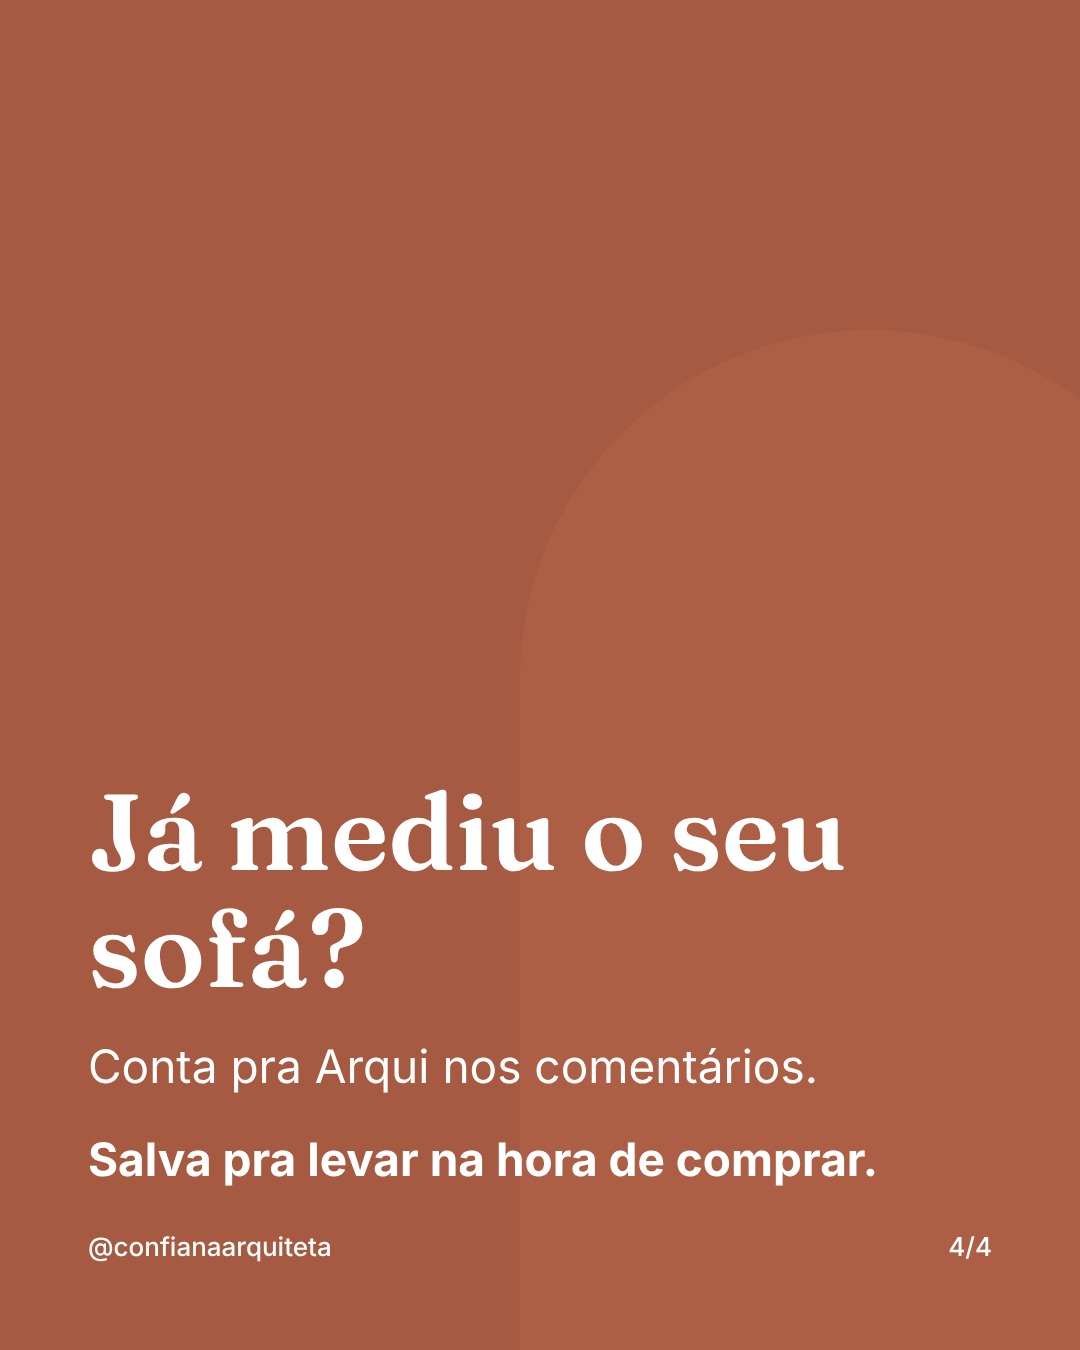 Já mediu o seu
sofá?
Conta pra Arqui nos comentários.
Salva pra levar na hora de comprar.
@confianaarquiteta
4/4